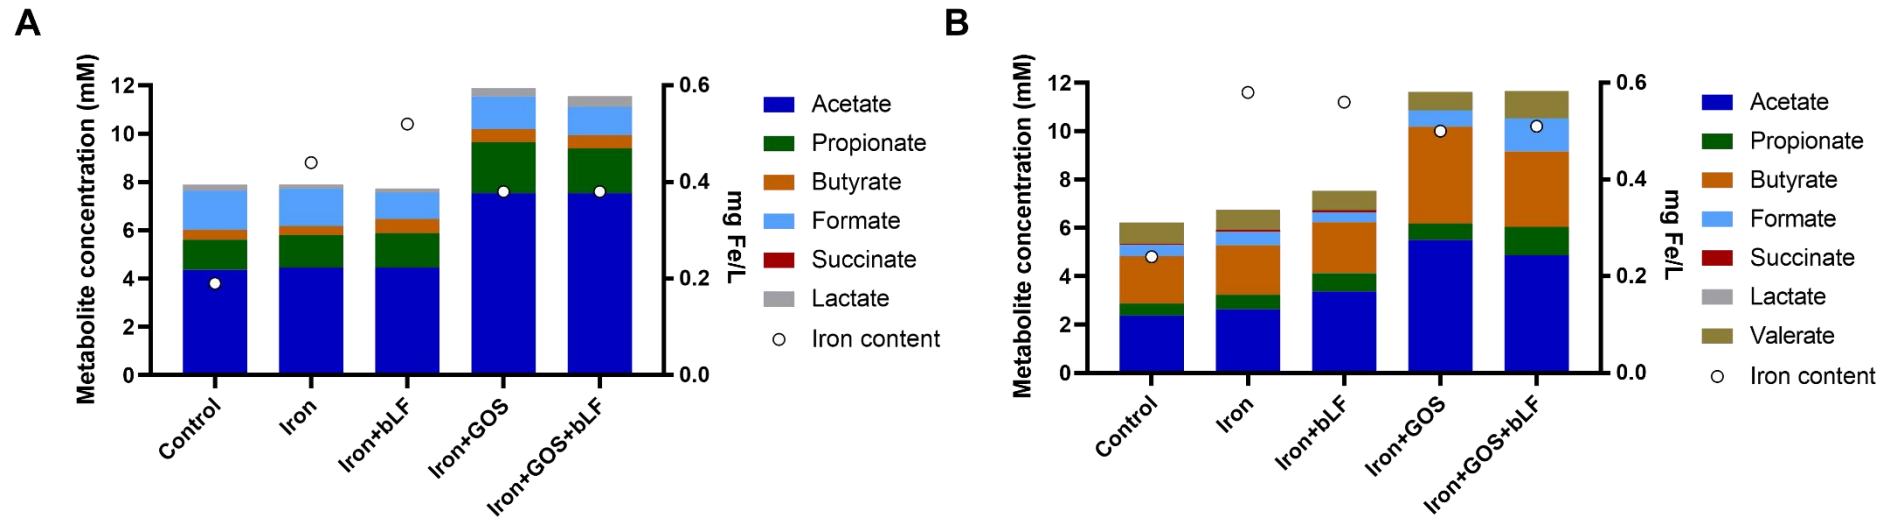 A
Metabolite concentration (mM)
12
10
8
6
4
2
0
0.6
0.4
0.2
0.0
mg Fe/L
Control
Iron
Iron+bLF
Iron+GOS
Iron+GOS+bLF
Acetate
Propionate
Butyrate
Formate
Succinate
Lactate
Iron content
B
Metabolite concentration (mM)
12
10
8
6
4
2
0
0.6
0.4
0.2
0.0
mg Fe/L
Control
Iron
Iron+bLF
Iron+GOS
Iron+GOS+bLF
Acetate
Propionate
Butyrate
Formate
Succinate
Lactate
Valerate
Iron content